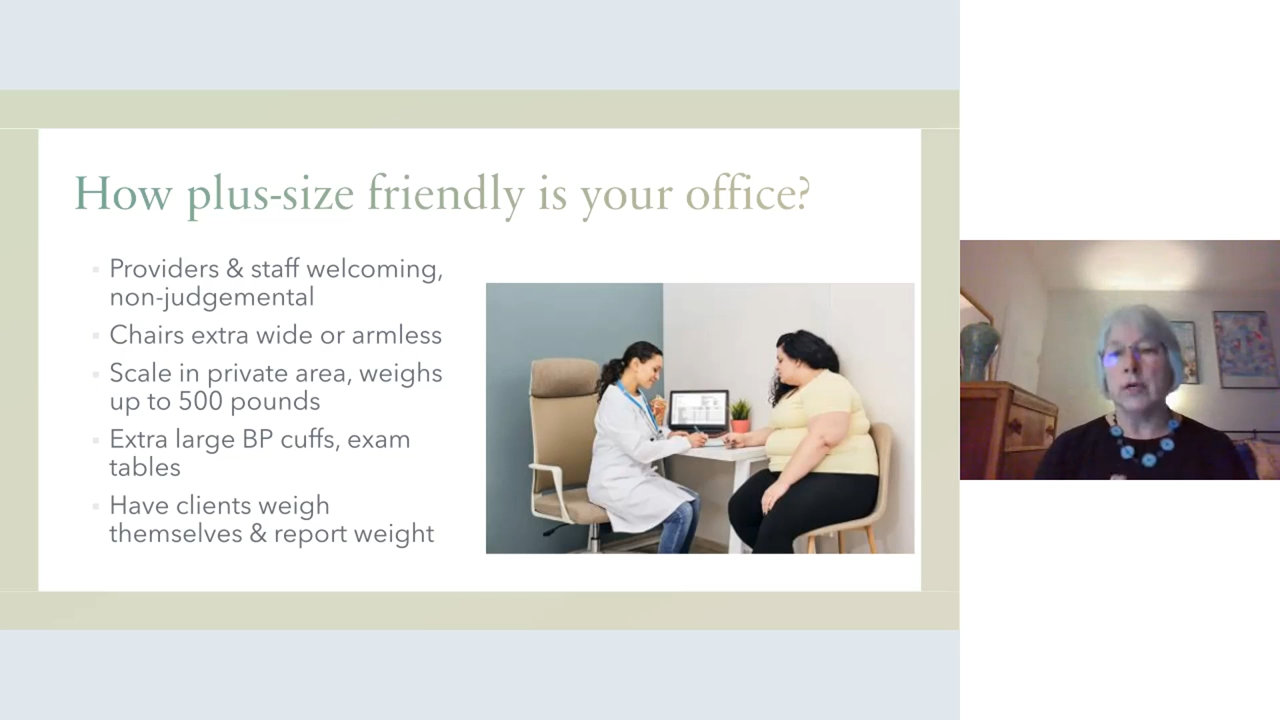 How plus-size friendly is your office?
Providers & staff welcoming,
non-judgemental
Chairs extra wide or armless
Scale in private area, weighs
up to 500 pounds
Extra large BP cuffs, exam
tables
Have clients weigh
themselves & report weight